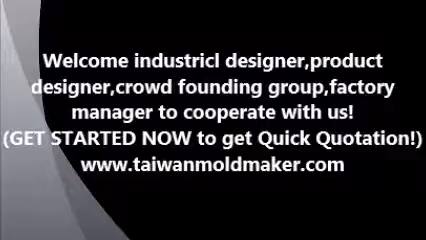 Welcome industricl designer,product
designer,crowd founding group,factory
manager to cooperate with us!
(GET STARTED NOW to get Quick Quotation!)
www.taiwanmoldmaker.com